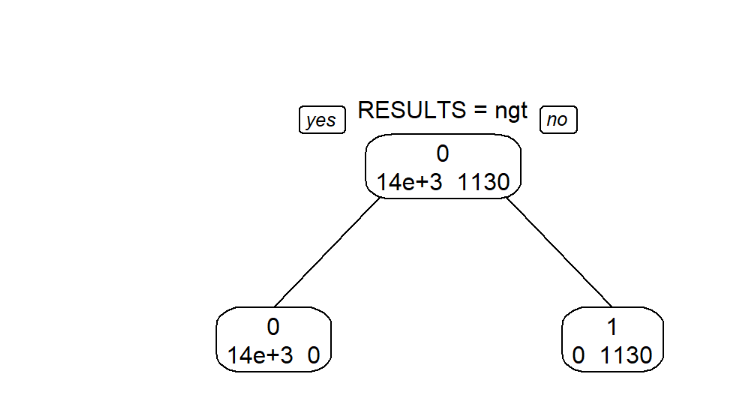 yes RESULTS = ngt no
0
14e+3 1130
0
14e+3 0
1
0 1130